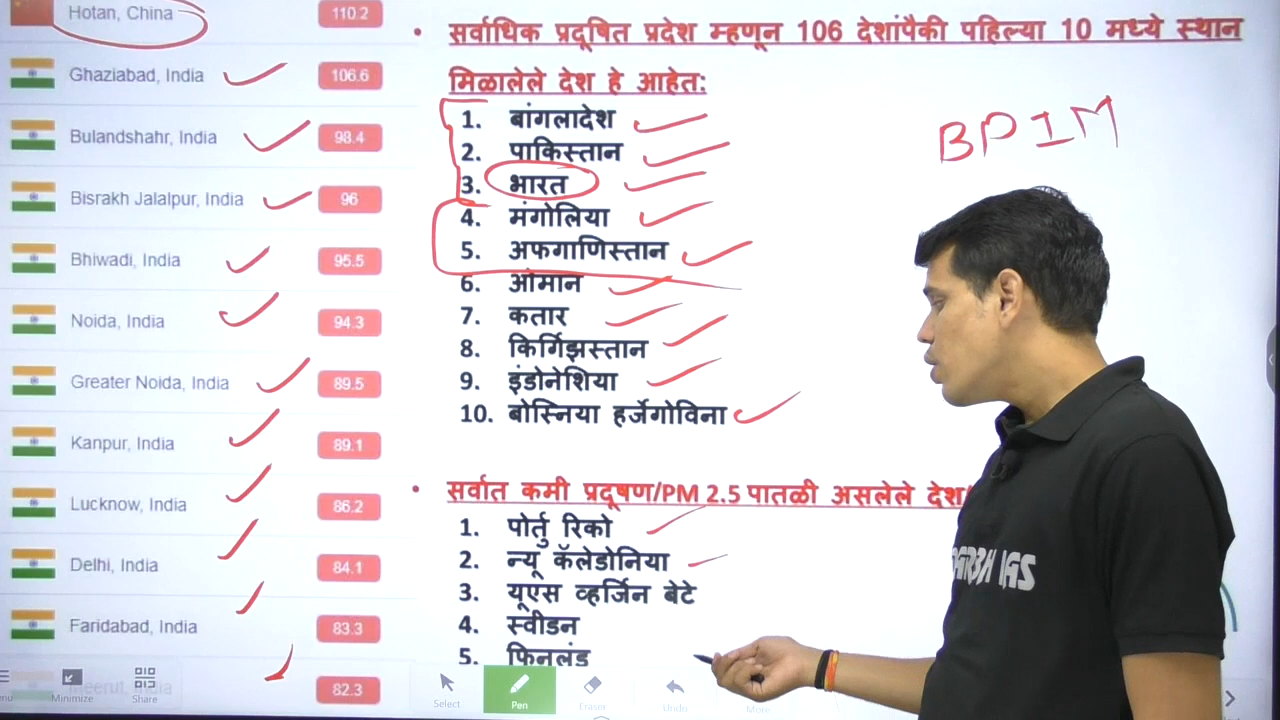 Hotan, China 110.2
Ghaziabad, India 106.6
Bulandshahr, India 98.4
Bisrakh Jalalpur, India 96
Bhiwadi, India 95.5
Noida, India 94.3
Greater Noida, India 89.5
Kanpur, India 89.1
Lucknow, India 86.2
Delhi, India 84.1
Faridabad, India 83.3
Meerut, India 82.3
• सर्वाधिक प्रदूषित प्रदेश म्हणून 106 देशांपैकी पहिल्या 10 मध्ये स्थान
मिळालेले देश हे आहेत:
1. बांगलादेश
2. पाकिस्तान
3. भारत
4. मंगोलिया
5. अफगाणिस्तान
6. ओमान
7. कतार
8. किर्गिझस्तान
9. इंडोनेशिया
10. बोस्निया हर्जेगोविना
BPIM
• सर्वात कमी प्रदूषण/PM 2.5 पातळी असलेले देश
1. पोर्तु रिको
2. न्यू कॅलेडोनिया
3. यूएस व्हर्जिन बेटे
4. स्वीडन
5. फिनलंड
IAS
Minimize Share Select Pen Eraser Undo More